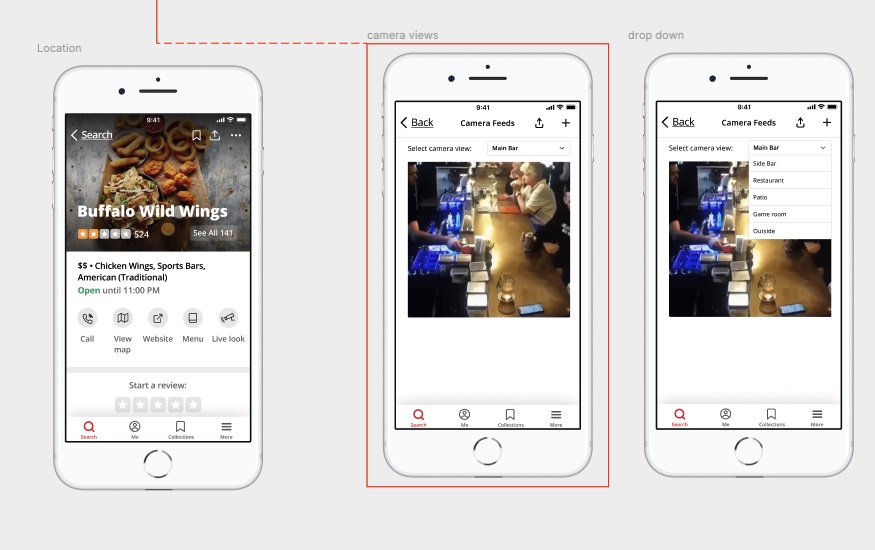 Location
9:41
Search
Buffalo Wild Wings
524
See All 141
$$ • Chicken Wings, Sports Bars,
American (Traditional)
Open until 11:00 PM
Call
View
map
Website
Menu
Live look
Start a review:
Search
Me
Collections
More
camera views
9:41
Back
Camera Feeds
Select camera view:
Main Bar
Search
Me
Collections
More
drop down
9:41
Back
Camera Feeds
Select camera view:
Main Bar
Side Bar
Restaurant
Patio
Game room
Outside
Search
Me
Collections
More